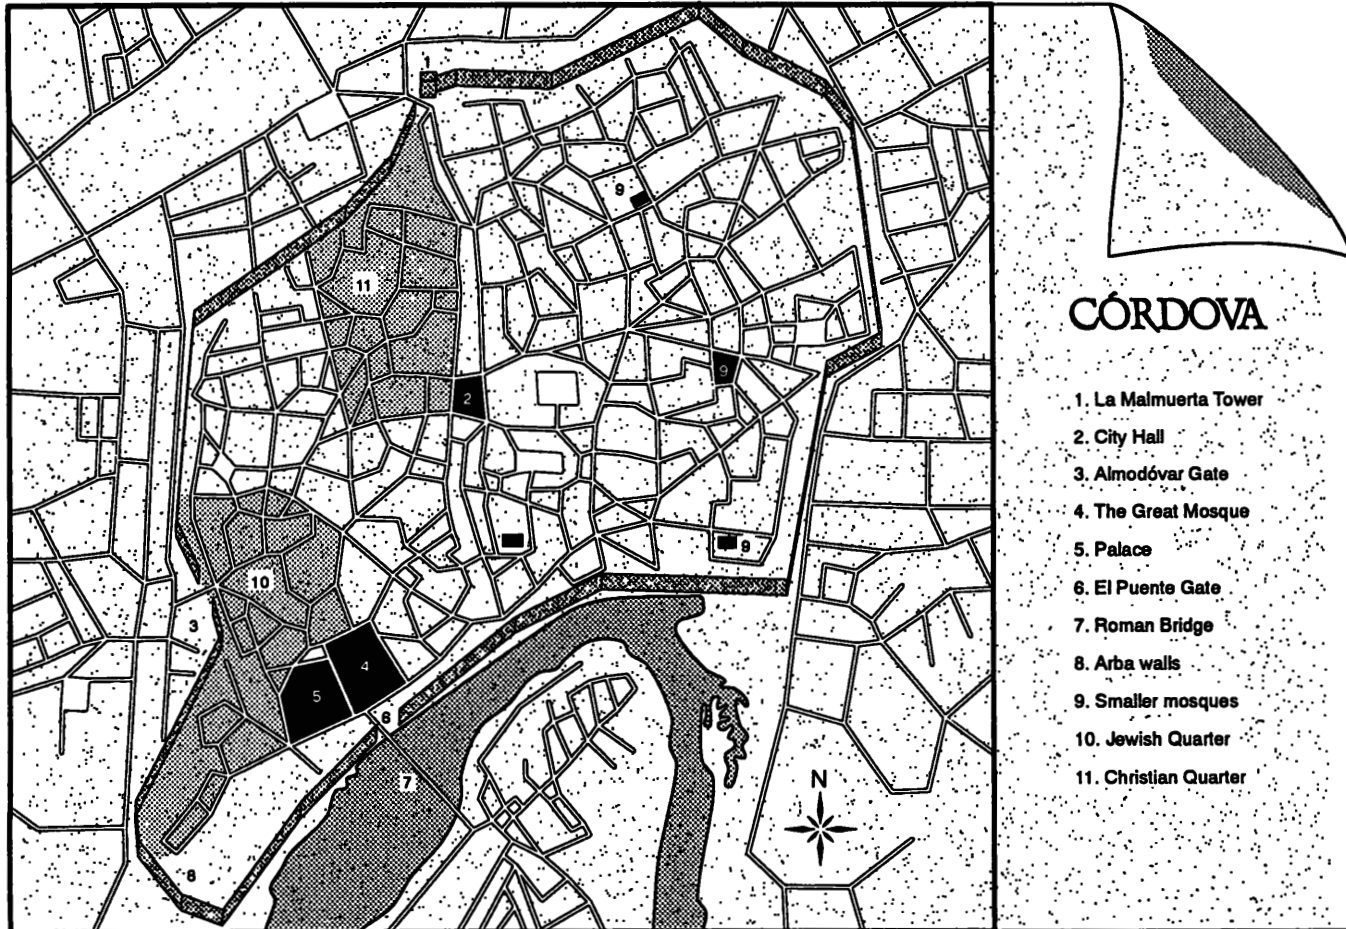 1
9
11
9
2
10
9
3
4
5
6
7
N
8
CÓRDOVA
1. La Malmuerta Tower
2. City Hall
3. Almodóvar Gate
4. The Great Mosque
5. Palace
6. El Puente Gate
7. Roman Bridge
8. Arba walls
9. Smaller mosques
10. Jewish Quarter
11. Christian Quarter